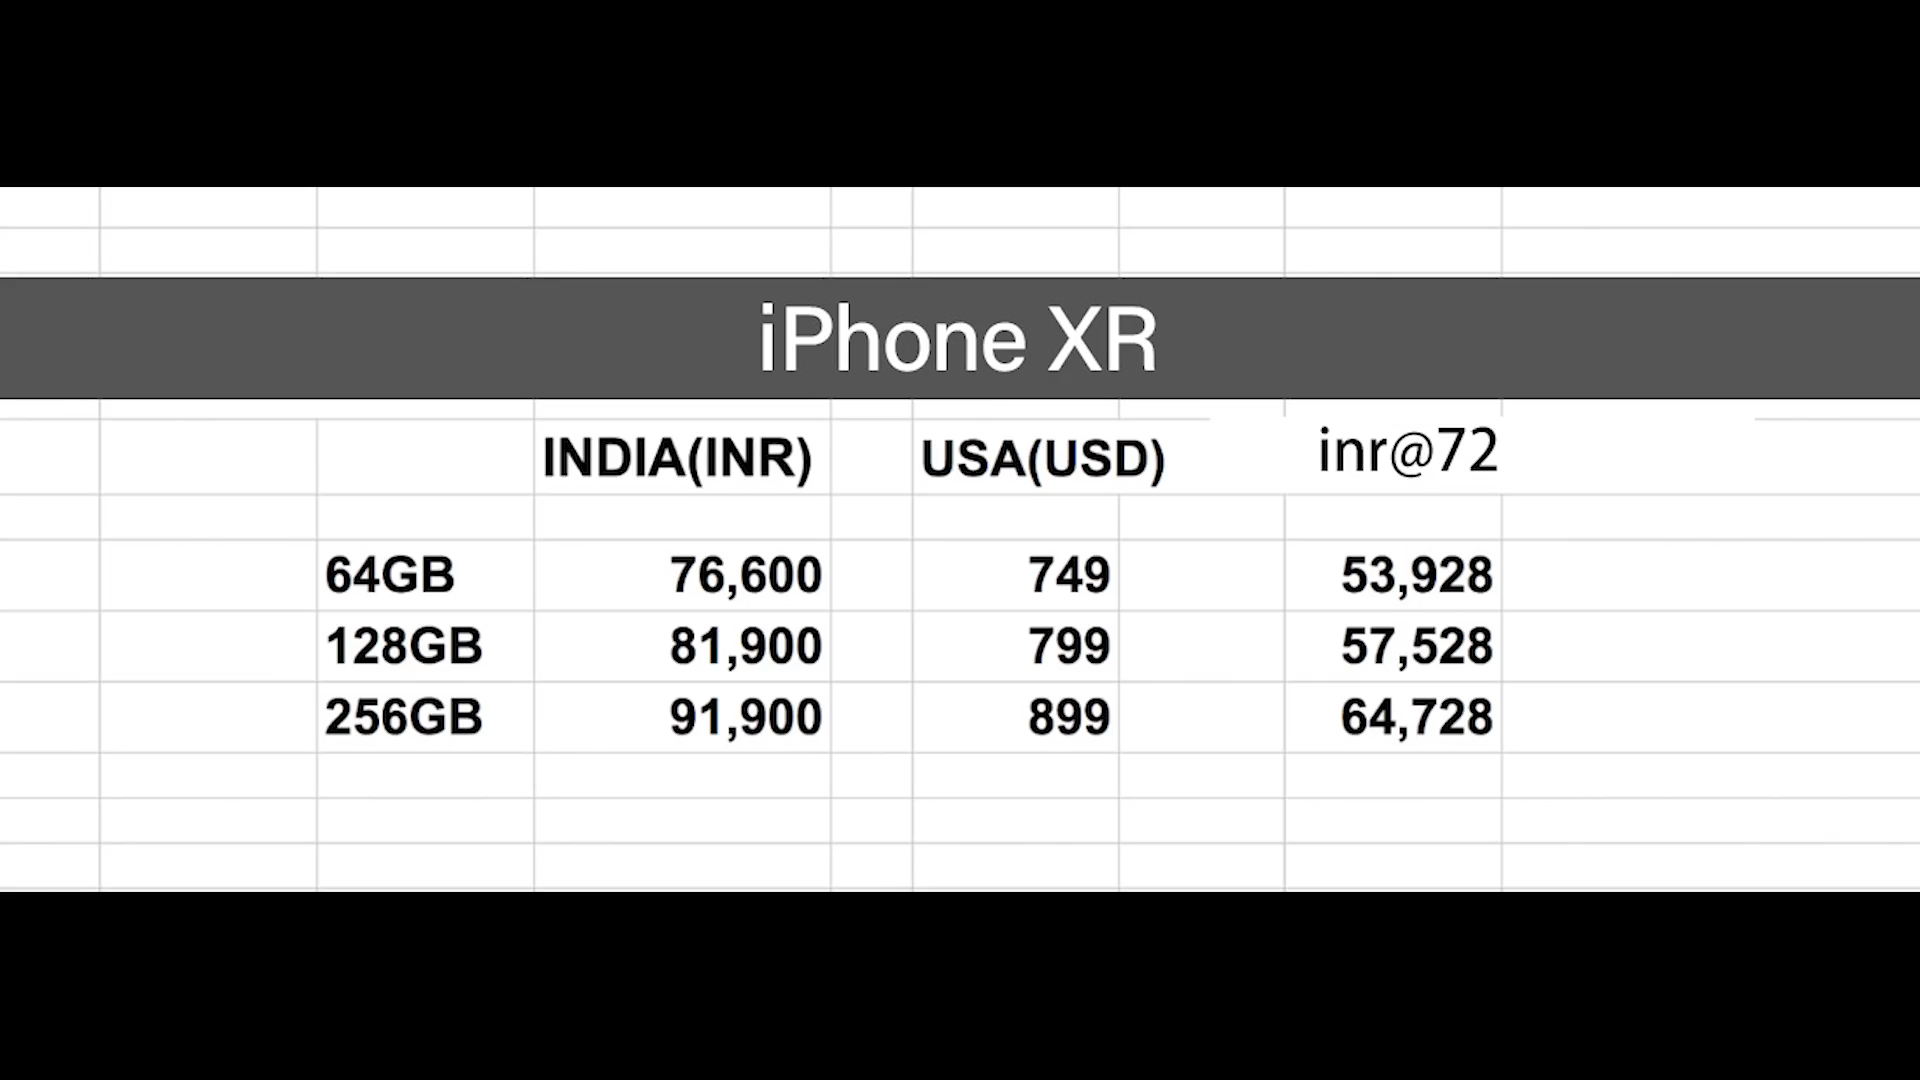 iPhone XR
INDIA(INR) USA(USD) inr@72
64GB 76,600 749 53,928
128GB 81,900 799 57,528
256GB 91,900 899 64,728